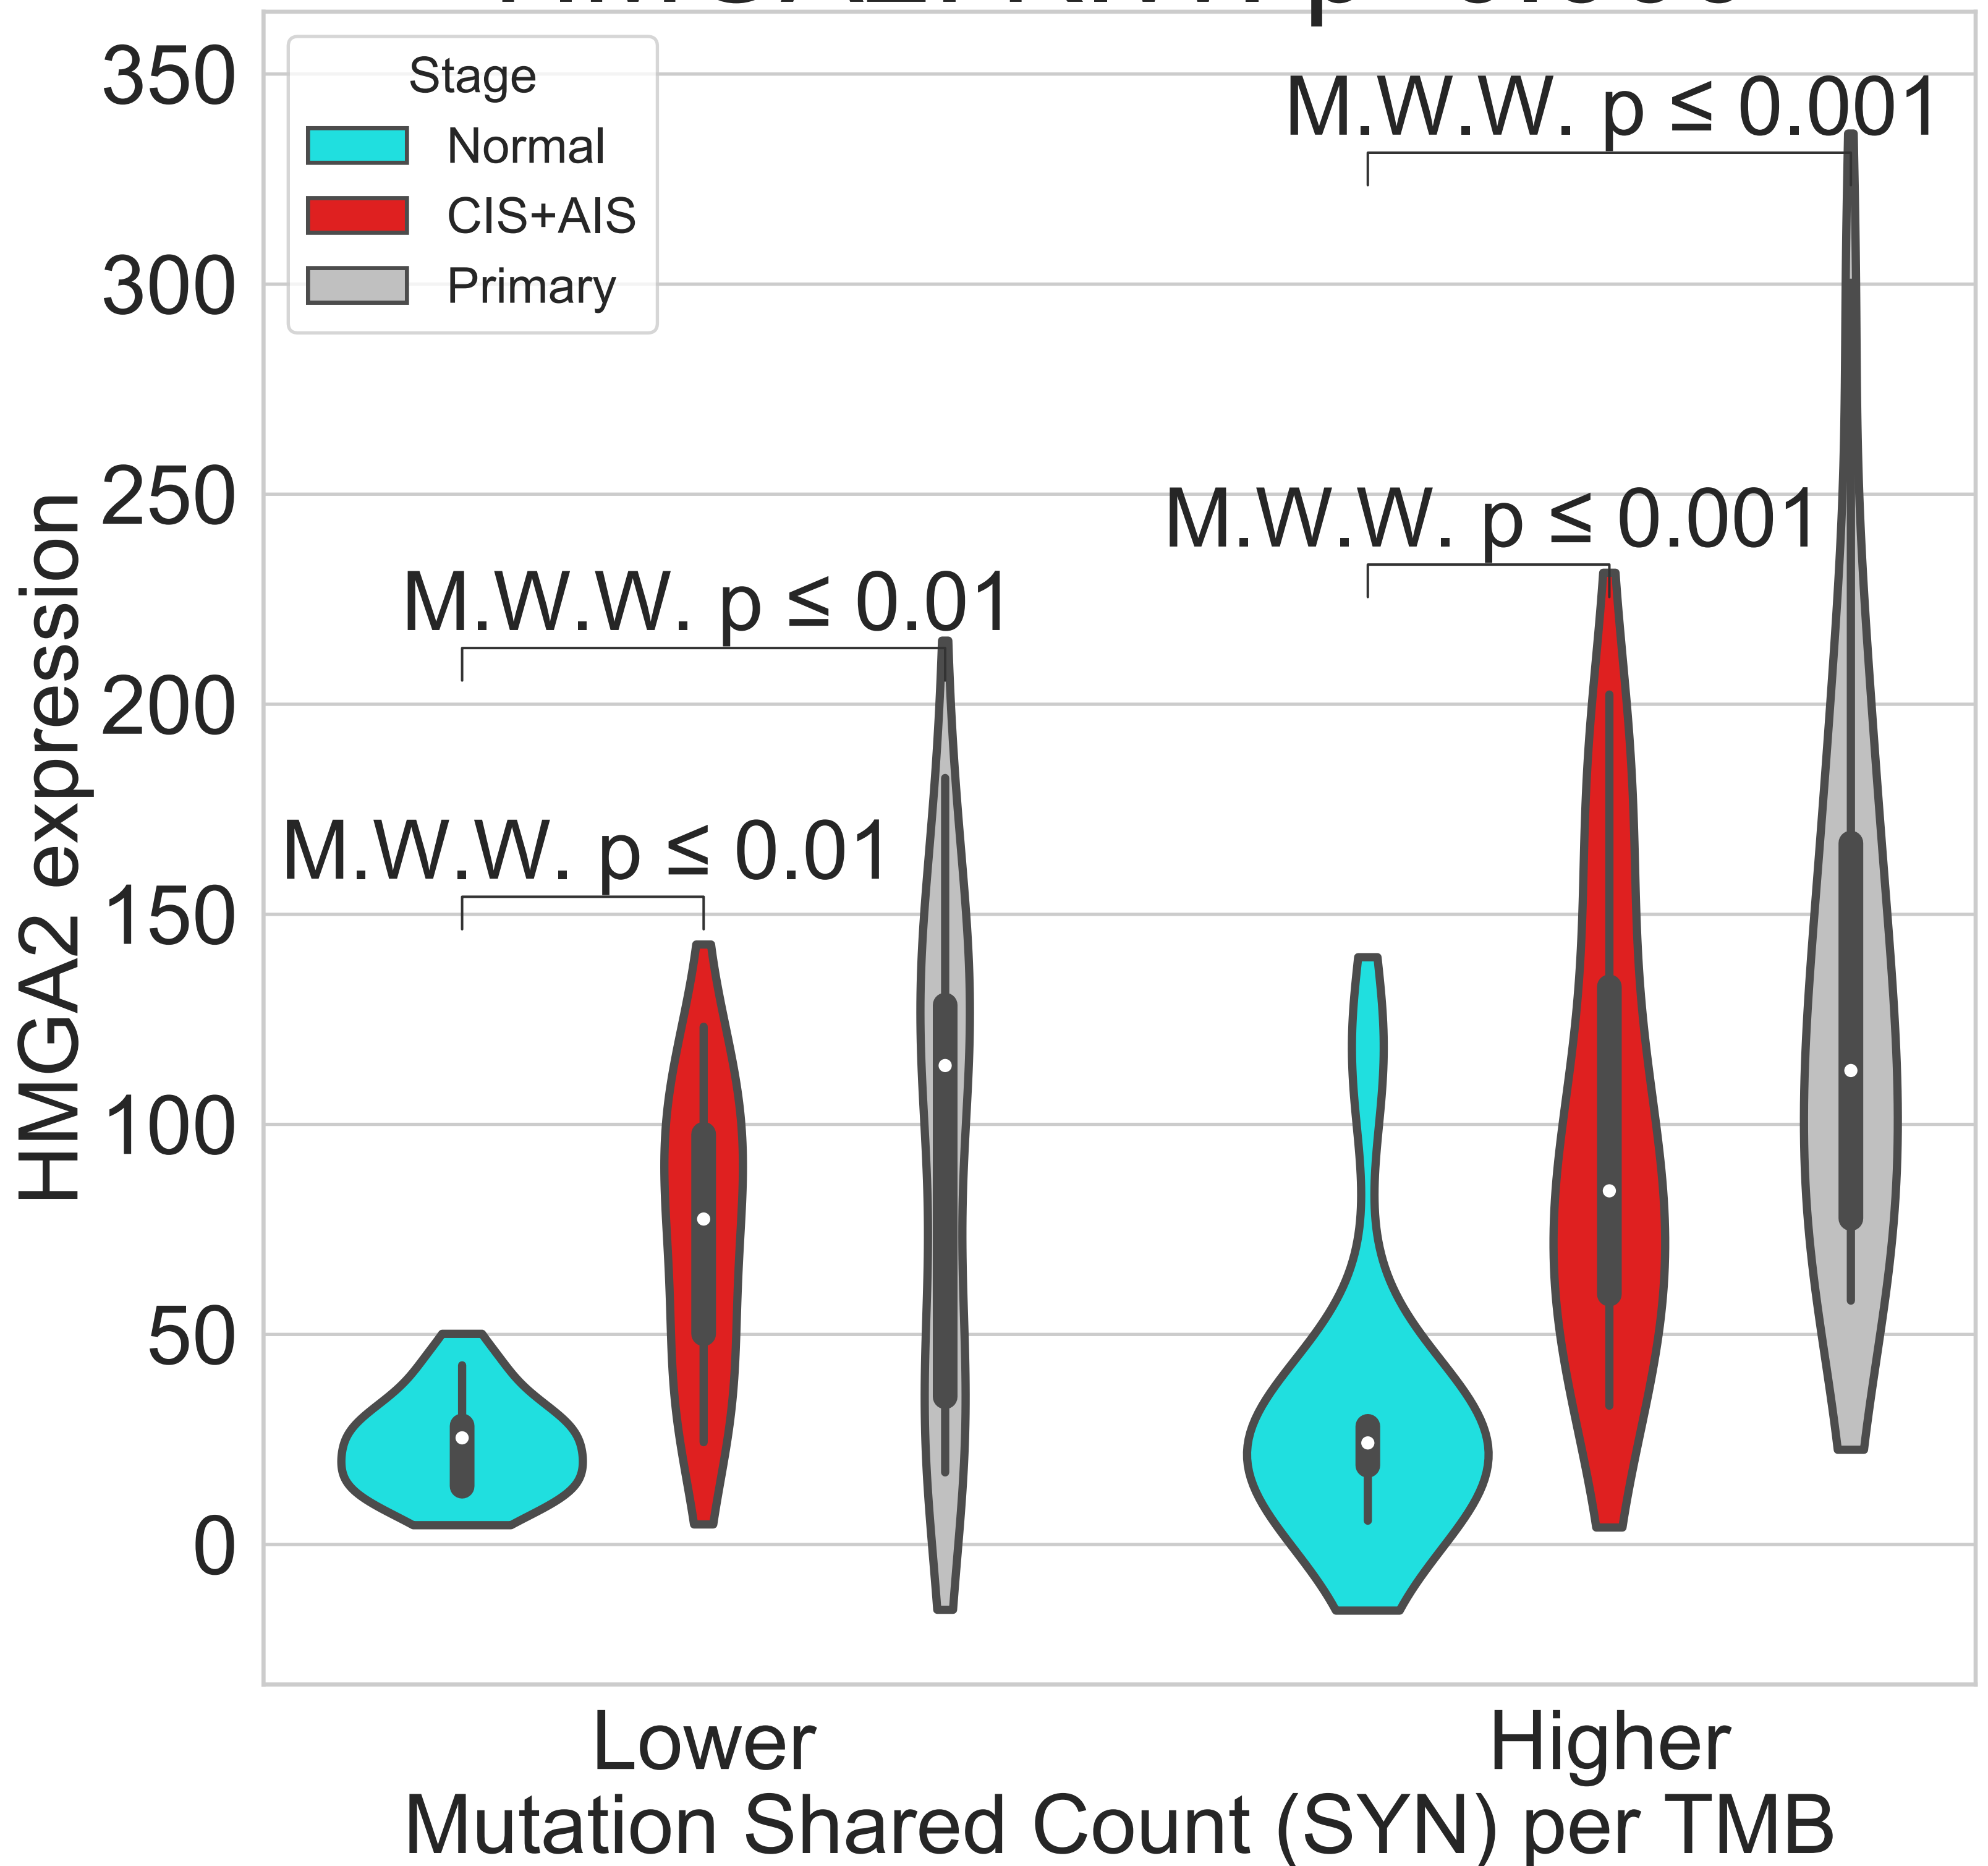 350
300
250
200
150
100
50
0
HMGA2 expression
Stage
Normal
CIS+AIS
Primary
M.W.W. p ≤ 0.001
M.W.W. p ≤ 0.001
M.W.W. p ≤ 0.01
M.W.W. p ≤ 0.01
Lower
Higher
Mutation Shared Count (SYN) per TMB